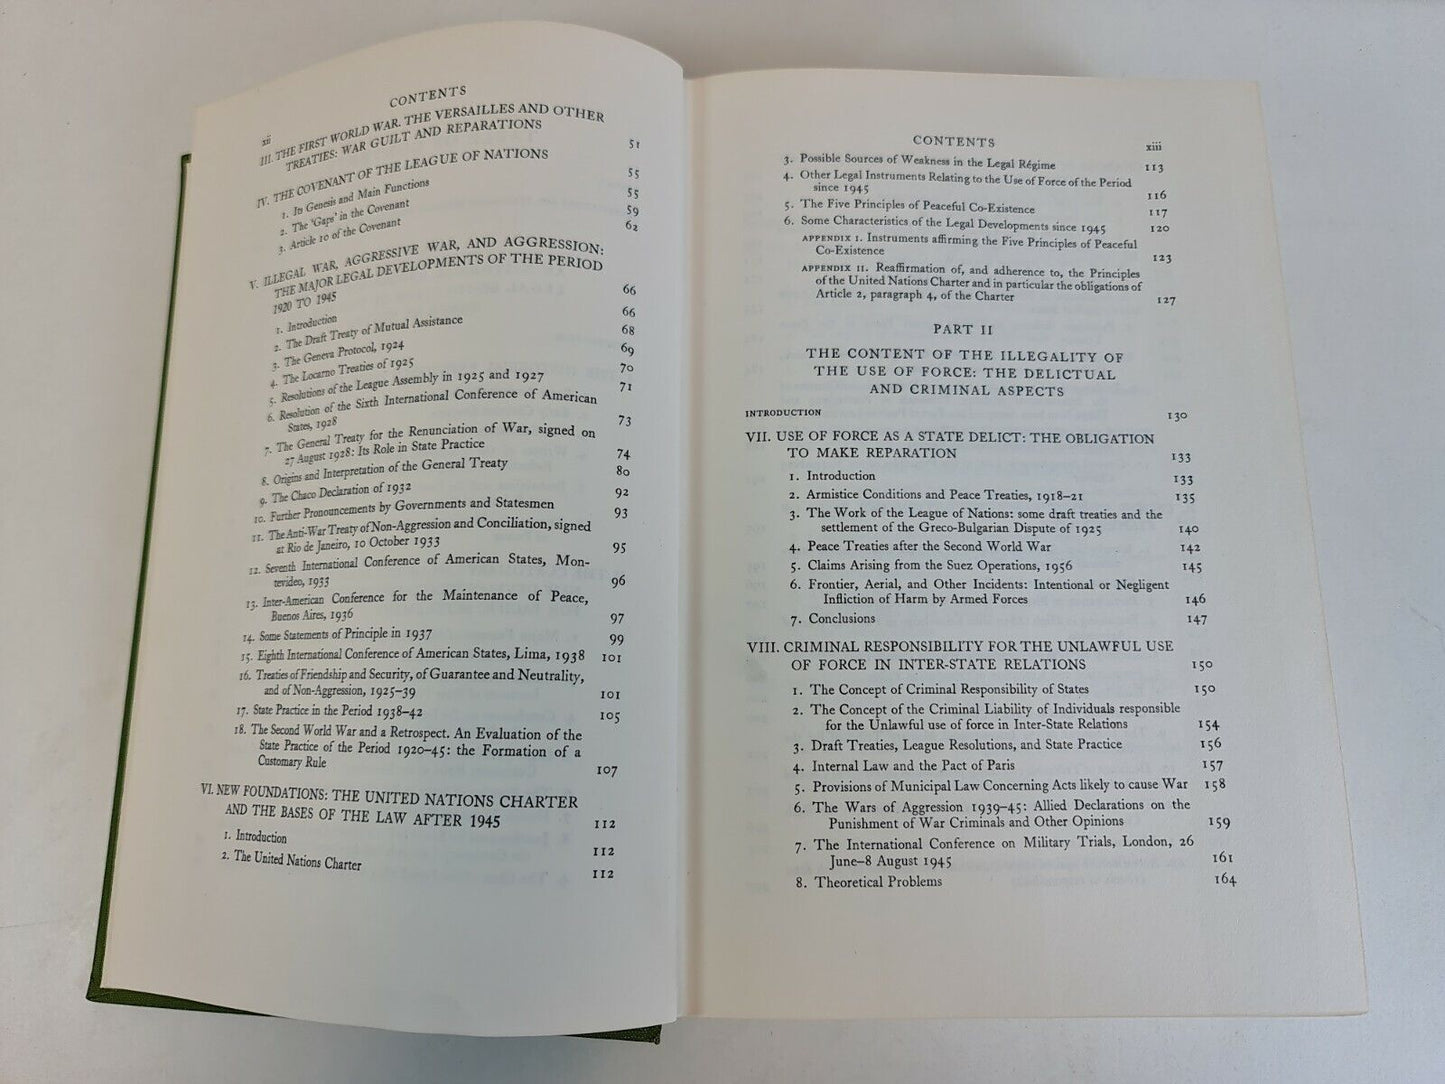 CONTENTS
xii
III. THE FIRST WORLD WAR. THE VERSAILLES AND OTHER
TREATIES: WAR GUILT AND REPARATIONS 51
IV. THE COVENANT OF THE LEAGUE OF NATIONS 55
1. Its Genesis and Main Functions 55
2. The 'Gaps' in the Covenant 59
3. Article 10 of the Covenant 62
V. ILLEGAL WAR, AGGRESSIVE WAR, AND AGGRESSION:
THE MAJOR LEGAL DEVELOPMENTS OF THE PERIOD
1920 TO 1945 66
1. Introduction 66
2. The Draft Treaty of Mutual Assistance 68
3. The Geneva Protocol, 1924 69
4. The Locarno Treaties of 1925 70
5. Resolutions of the League Assembly in 1925 and 1927 71
6. Resolution of the Sixth International Conference of American
States, 1928 73
7. The General Treaty for the Renunciation of War, signed on
27 August 1928: Its Role in State Practice 74
8. Origins and Interpretation of the General Treaty 80
9. The Chaco Declaration of 1932 92
10. Further Pronouncements by Governments and Statesmen 93
11. The Anti-War Treaty of Non-Aggression and Conciliation, signed
at Rio de Janeiro, 10 October 1933 95
12. Seventh International Conference of American States, Mon-
tevideo, 1933 96
13. Inter-American Conference for the Maintenance of Peace,
Buenos Aires, 1936 97
14. Some Statements of Principle in 1937 99
15. Eighth International Conference of American States, Lima, 1938 101
16. Treaties of Friendship and Security, of Guarantee and Neutrality,
and of Non-Aggression, 1925–39 101
17. State Practice in the Period 1938–42 105
18. The Second World War and a Retrospect. An Evaluation of the
State Practice of the Period 1920–45: the Formation of a
Customary Rule 107
VI. NEW FOUNDATIONS: THE UNITED NATIONS CHARTER
AND THE BASES OF THE LAW AFTER 1945 112
1. Introduction 112
2. The United Nations Charter 112
CONTENTS xiii
3. Possible Sources of Weakness in the Legal Régime 113
4. Other Legal Instruments Relating to the Use of Force of the Period
since 1945 116
5. The Five Principles of Peaceful Co-Existence 117
6. Some Characteristics of the Legal Developments since 1945 120
APPENDIX I. Instruments affirming the Five Principles of Peaceful
Co-Existence 123
APPENDIX II. Reaffirmation of, and adherence to, the Principles
of the United Nations Charter and in particular the obligations of
Article 2, paragraph 4, of the Charter 127
PART II
THE CONTENT OF THE ILLEGALITY OF
THE USE OF FORCE: THE DELICTUAL
AND CRIMINAL ASPECTS
INTRODUCTION 130
VII. USE OF FORCE AS A STATE DELICT: THE OBLIGATION
TO MAKE REPARATION 133
1. Introduction 133
2. Armistice Conditions and Peace Treaties, 1918–21 135
3. The Work of the League of Nations: some draft treaties and the
settlement of the Greco-Bulgarian Dispute of 1925 140
4. Peace Treaties after the Second World War 142
5. Claims Arising from the Suez Operations, 1956 145
6. Frontier, Aerial, and Other Incidents: Intentional or Negligent
Infliction of Harm by Armed Forces 146
7. Conclusions 147
VIII. CRIMINAL RESPONSIBILITY FOR THE UNLAWFUL USE
OF FORCE IN INTER-STATE RELATIONS 150
1. The Concept of Criminal Responsibility of States 150
2. The Concept of the Criminal Liability of Individuals responsible
for the Unlawful use of force in Inter-State Relations 154
3. Draft Treaties, League Resolutions, and State Practice 156
4. Internal Law and the Pact of Paris 157
5. Provisions of Municipal Law Concerning Acts likely to cause War 158
6. The Wars of Aggression 1939–45: Allied Declarations on the
Punishment of War Criminals and Other Opinions 159
7. The International Conference on Military Trials, London, 26
June–8 August 1945 161
8. Theoretical Problems 164